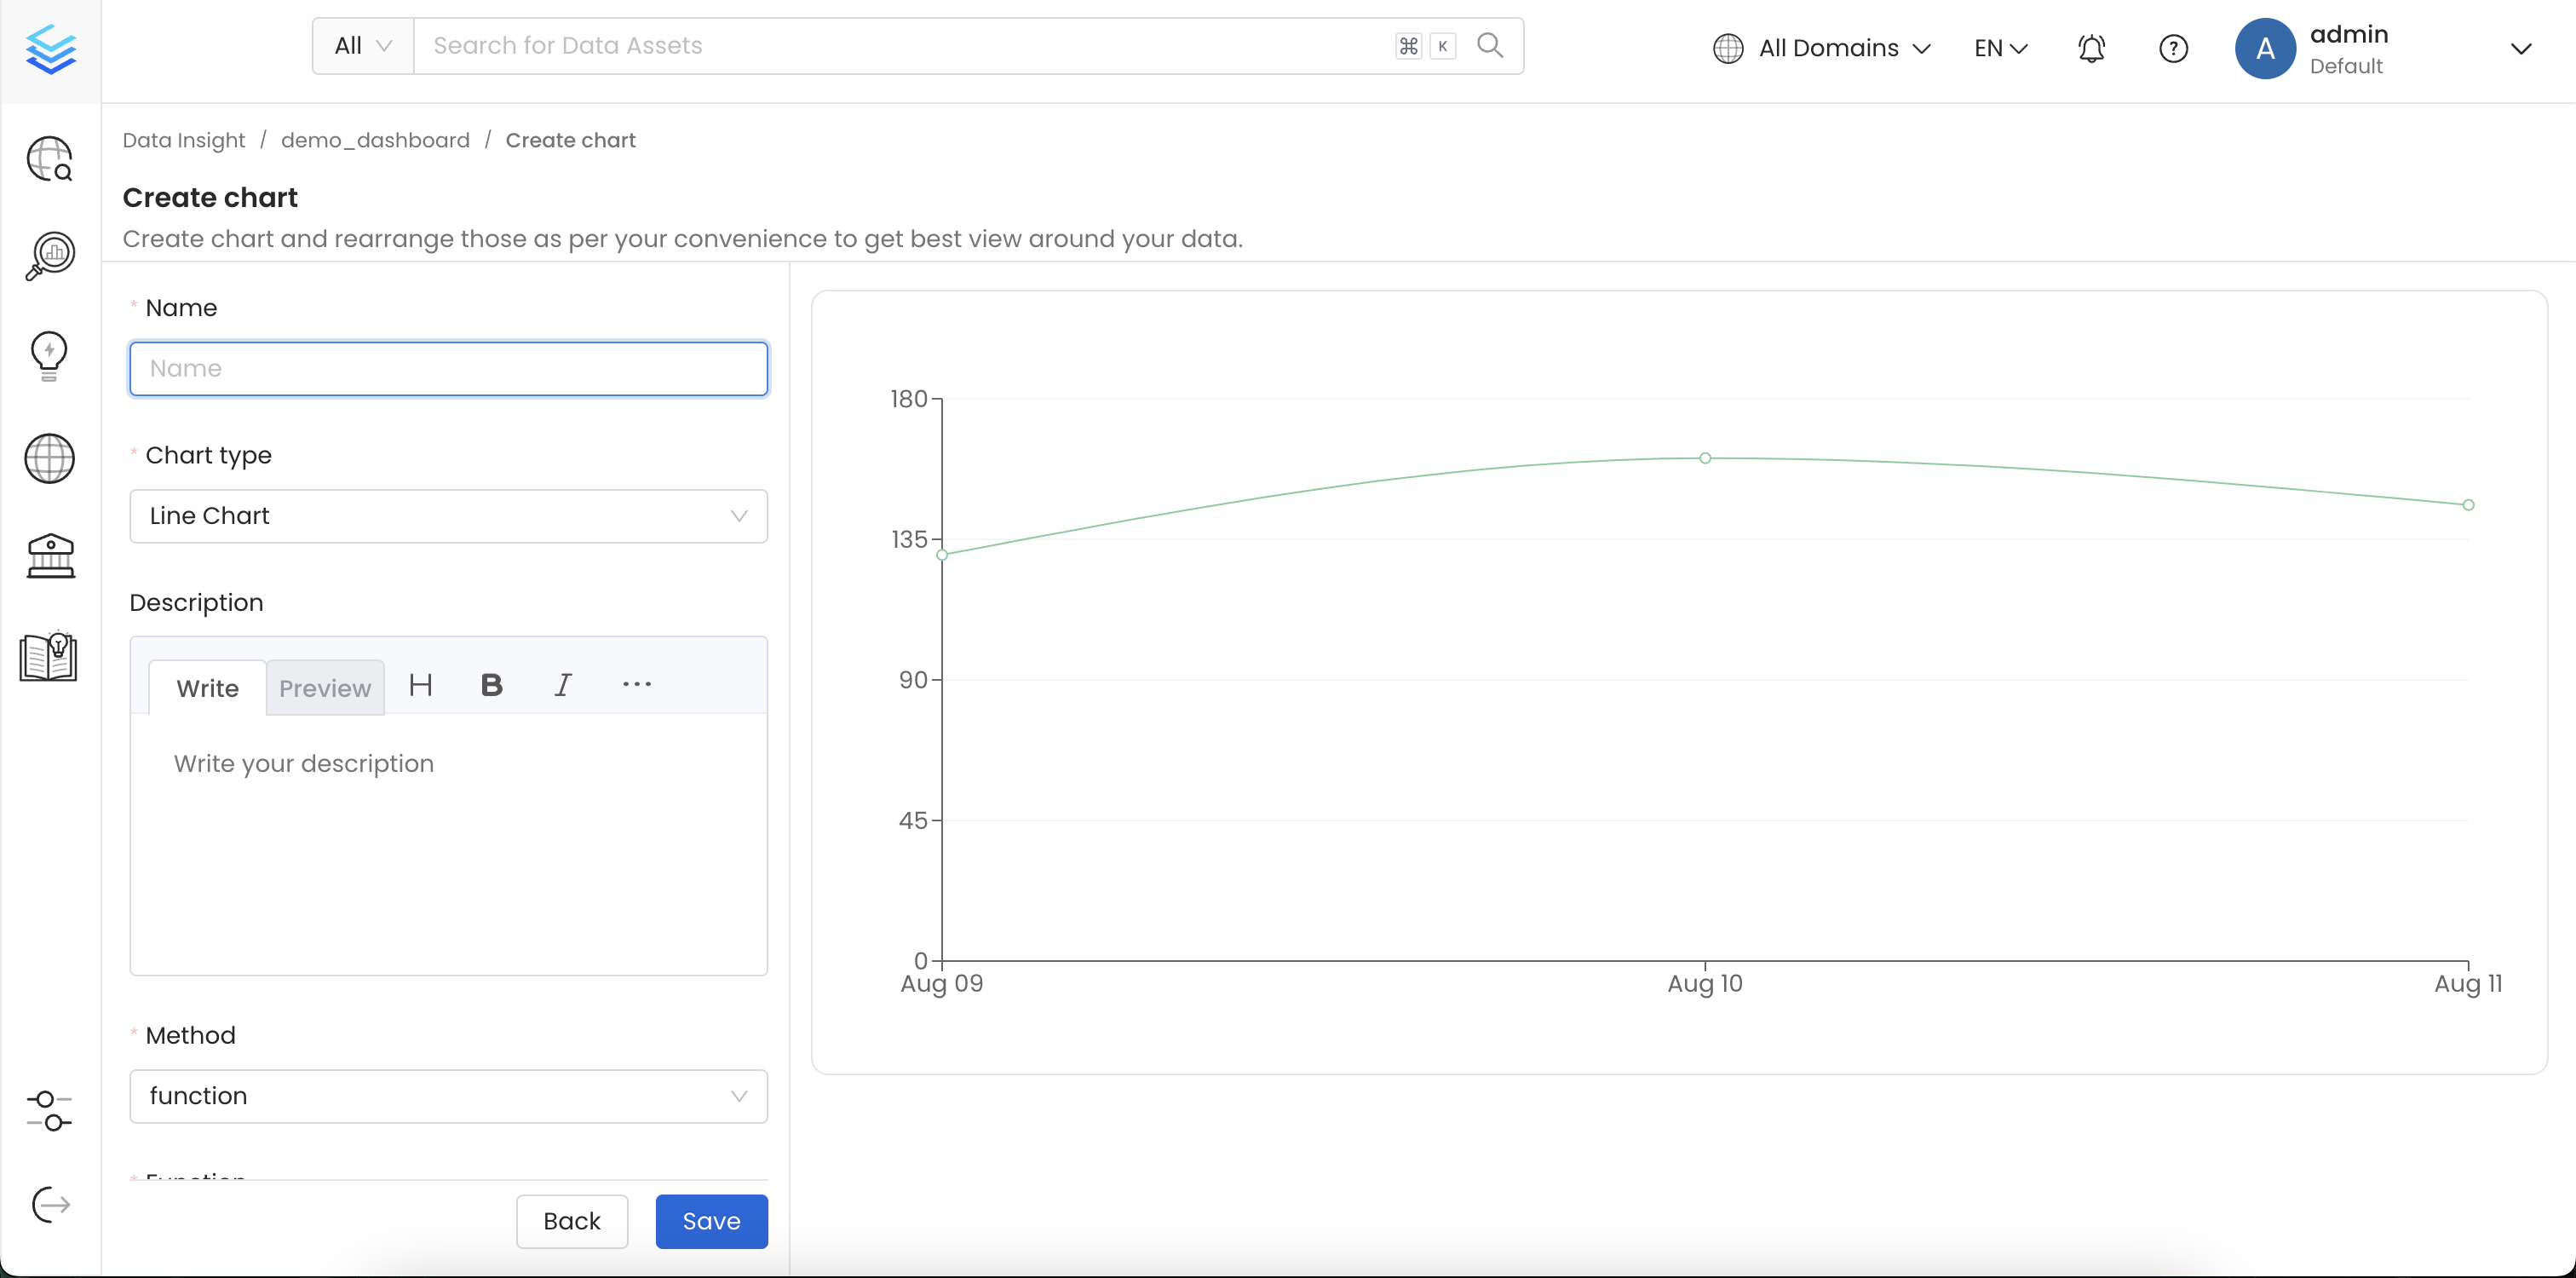 All
Search for Data Assets
⌘ K
All Domains
EN
A
admin
Default
Data Insight / demo_dashboard / Create chart
Create chart
Create chart and rearrange those as per your convenience to get best view around your data.
* Name
Name
* Chart type
Line Chart
Description
Write Preview H B I ...
Write your description
* Method
function
* Function
Back Save
180
135
90
45
0
Aug 09 Aug 10 Aug 11